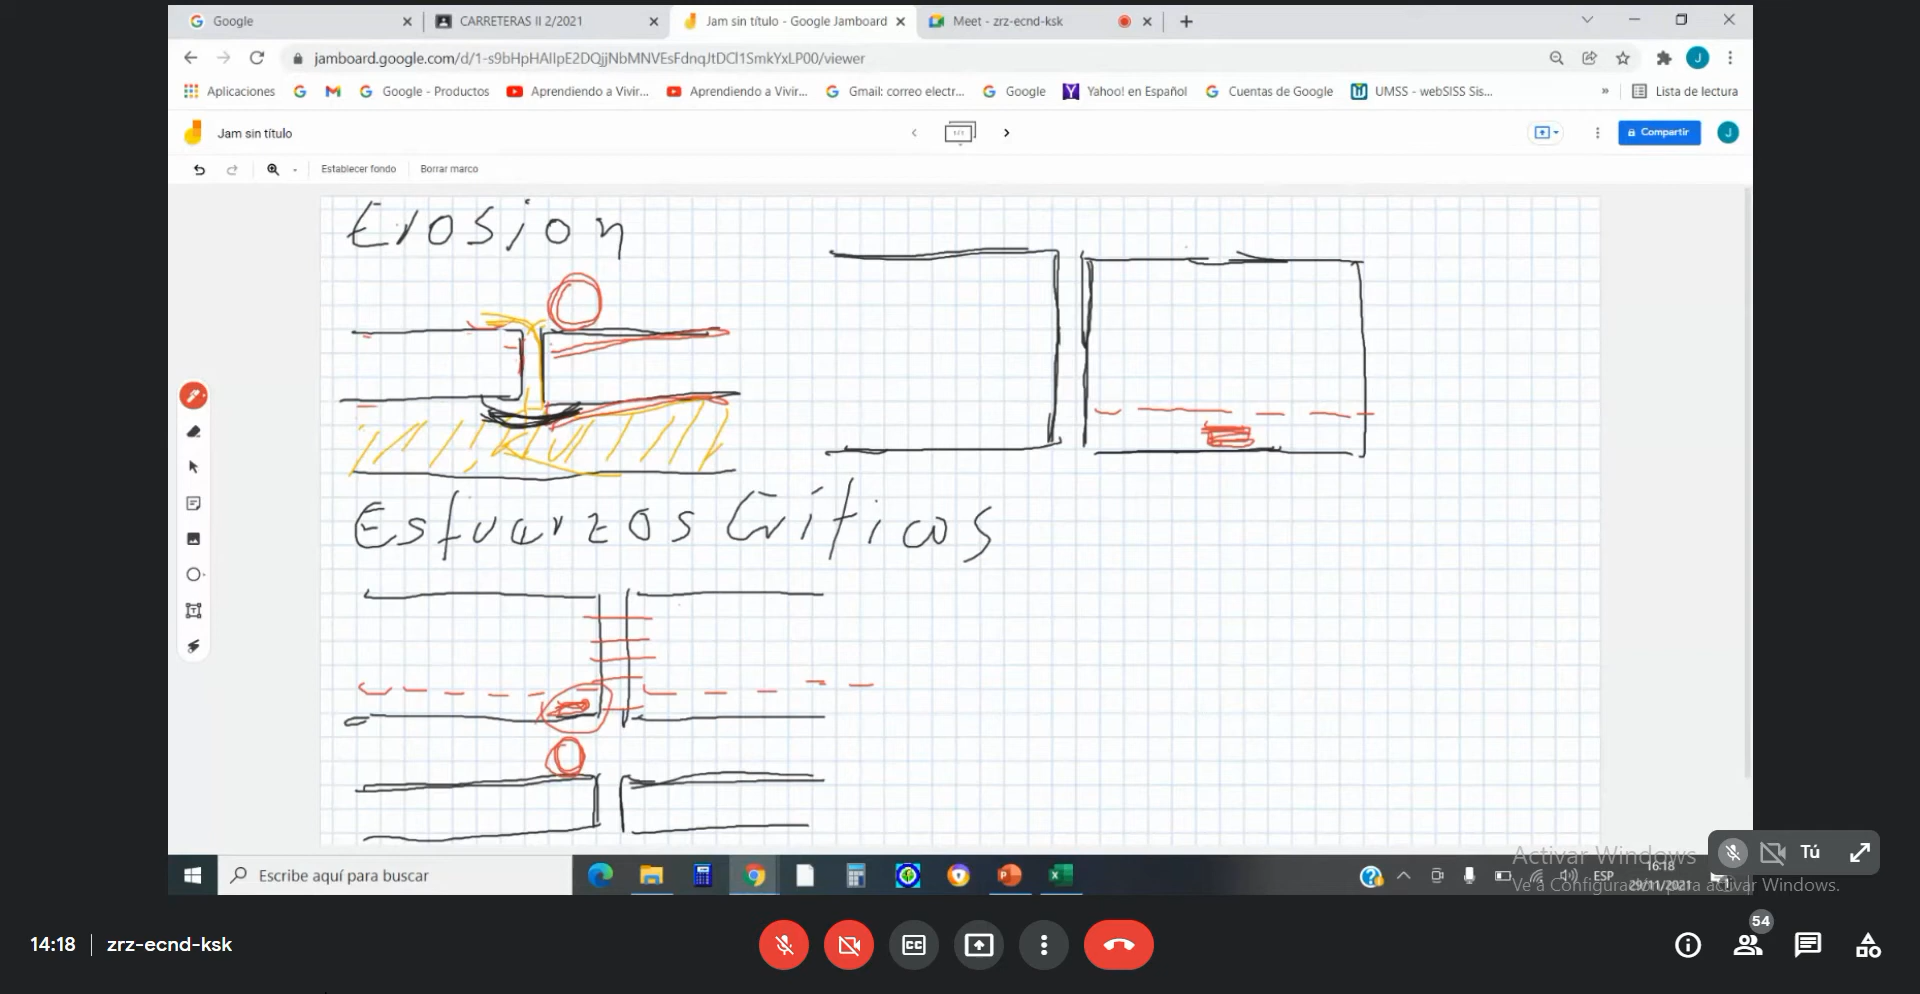 Google
CARRETERAS II 2/2021
Jam sin título - Google Jamboard
Meet - zrz-ecnd-ksk
jamboard.google.com/d/1-s9bHpHAIlpE2DQjjNbMNVEsFdnqJtDCl1SmkYxLP00/viewer
J
Aplicaciones
Google - Productos
Aprendiendo a Vivir...
Aprendiendo a Vivir...
Gmail: correo electr...
Google
Yahoo! en Español
Cuentas de Google
UMSS - webSISS Sis...
»
Lista de lectura
Jam sin título
1/1
Compartir
J
Establecer fondo
Borrar marco
Erosion
Esfuerzos Críticos
Activar Windows
Ve a Configuración para activar Windows.
Tú
Escribe aquí para buscar
ESP
16:18
29/11/2021
14:18
zrz-ecnd-ksk
CC
54